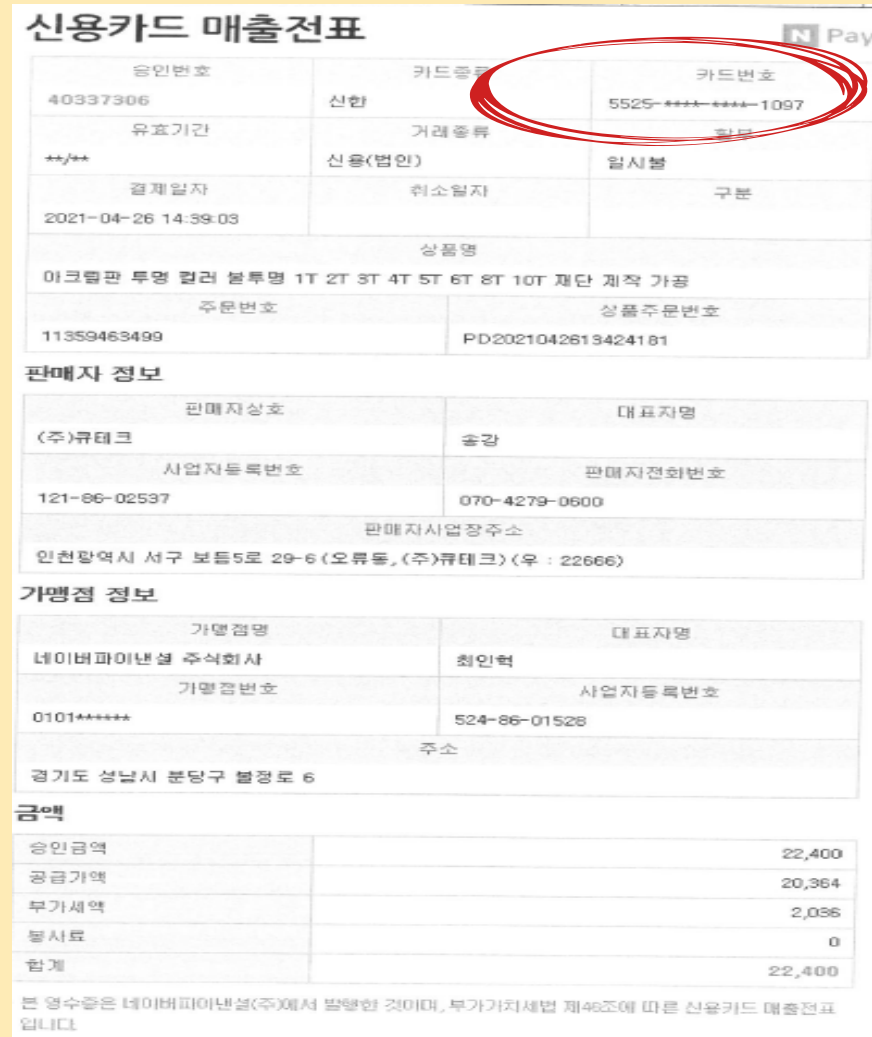 신용카드 매출전표
N Pay
승인번호 카드종류 카드번호
40337306 신한 5525-****-****-1097
유효기간 거래종류 할부
**/** 신용(법인) 일시불
결제일자 취소일자 구분
2021-04-26 14:39:03
상품명
아크릴판 투명 컬러 불투명 1T 2T 3T 4T 5T 6T 8T 10T 재단 제작 가공
주문번호 상품주문번호
11359463499 PD2021042613424181
판매자 정보
판매자상호 대표자명
(주)큐테크 송강
사업자등록번호 판매자전화번호
121-86-02537 070-4279-0600
판매자사업장주소
인천광역시 서구 보듬5로 29-6 (오류동, (주)큐테크) (우 : 22666)
가맹점 정보
가맹점명 대표자명
네이버파이낸셜 주식회사 최인혁
가맹점번호 사업자등록번호
0101****** 524-86-01528
주소
경기도 성남시 분당구 불정로 6
금액
승인금액 22,400
공급가액 20,364
부가세액 2,036
봉사료 0
합계 22,400
본 영수증은 네이버파이낸셜(주)에서 발행한 것이며, 부가가치세법 제46조에 따른 신용카드 매출전표
입니다.